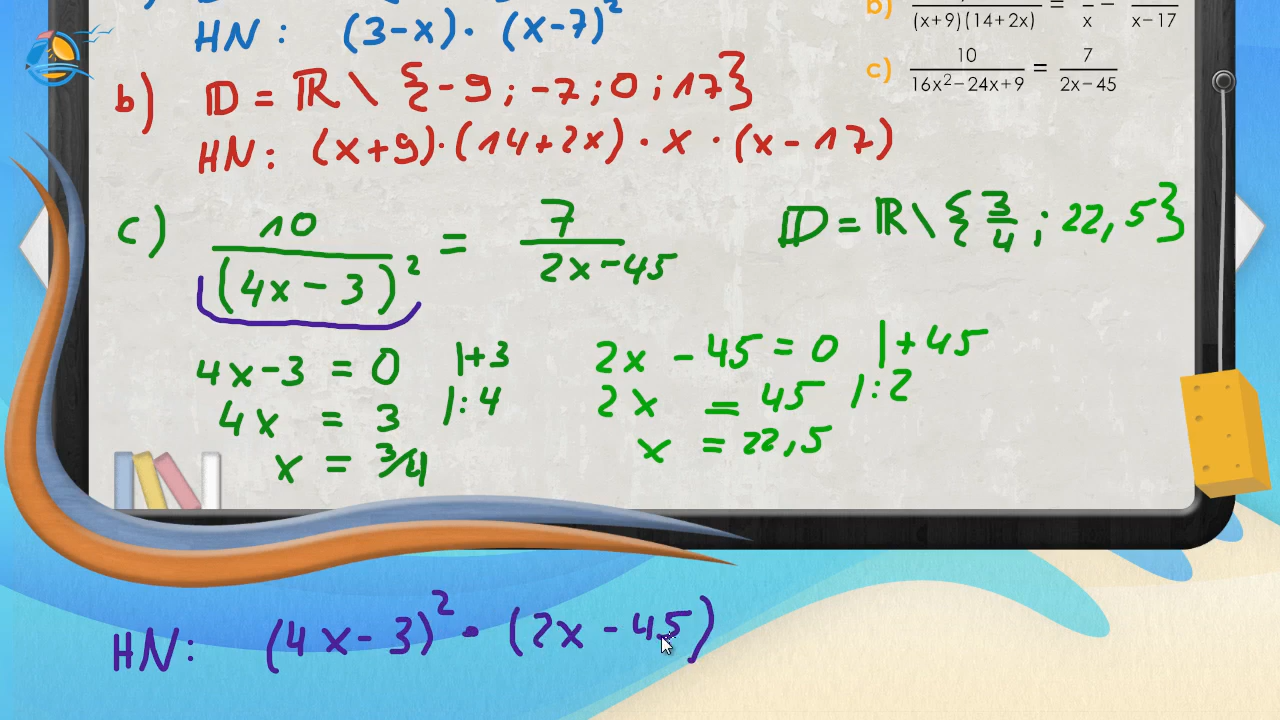 HN: (3-x)· (x-7)²
b) 𝔻 = ℝ \ {-9; -7; 0; 17}
HN: (x+9)·(14+2x) · x · (x-17)
c) 10/(4x-3)² = 7/(2x-45) 𝔻 = ℝ \ {3/4; 22,5}
4x-3 = 0 |+3
4x = 3 |:4
x = 3/4
2x - 45 = 0 |+45
2x = 45 |:2
x = 22,5
HN: (4x-3)² · (2x-45)
b) /((x+9)(14+2x)) = /x − /(x−17)
c) 10/(16x²−24x+9) = 7/(2x−45)